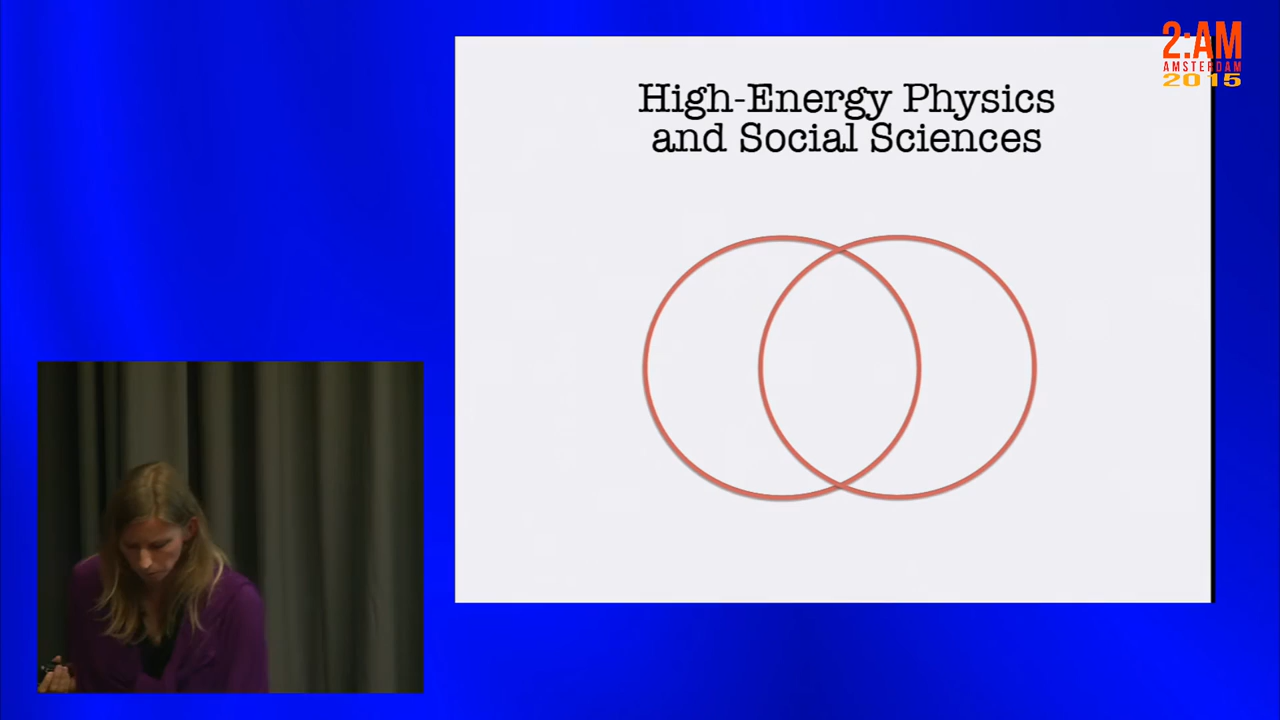 2:AM
AMSTERDAM
2015
High-Energy Physics
and Social Sciences